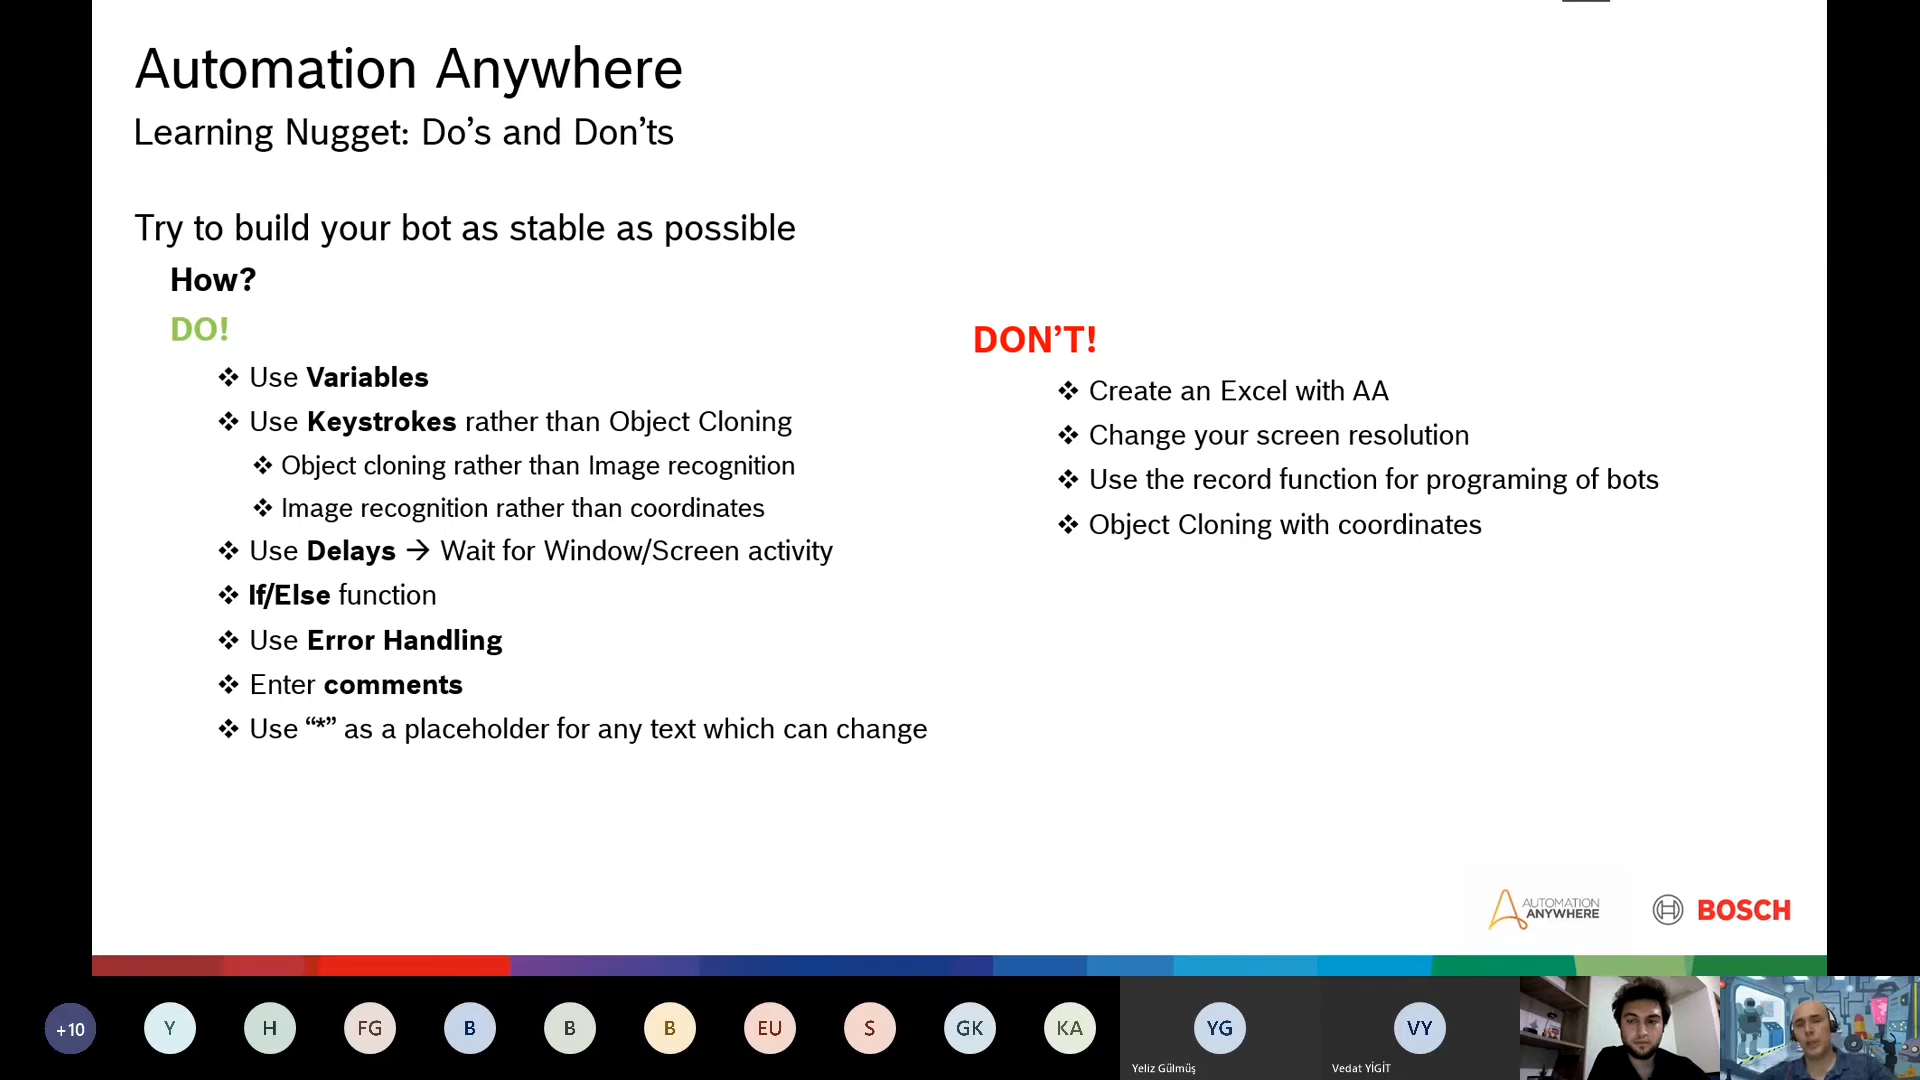 Automation Anywhere
Learning Nugget: Do’s and Don’ts
Try to build your bot as stable as possible
How?
DO!
❖ Use Variables
❖ Use Keystrokes rather than Object Cloning
❖ Object cloning rather than Image recognition
❖ Image recognition rather than coordinates
❖ Use Delays → Wait for Window/Screen activity
❖ If/Else function
❖ Use Error Handling
❖ Enter comments
❖ Use “*” as a placeholder for any text which can change
DON’T!
❖ Create an Excel with AA
❖ Change your screen resolution
❖ Use the record function for programing of bots
❖ Object Cloning with coordinates
AUTOMATION
ANYWHERE
BOSCH
+10 Y H FG B B B EU S GK KA YG VY
Yeliz Gülmüş Vedat YİGİT